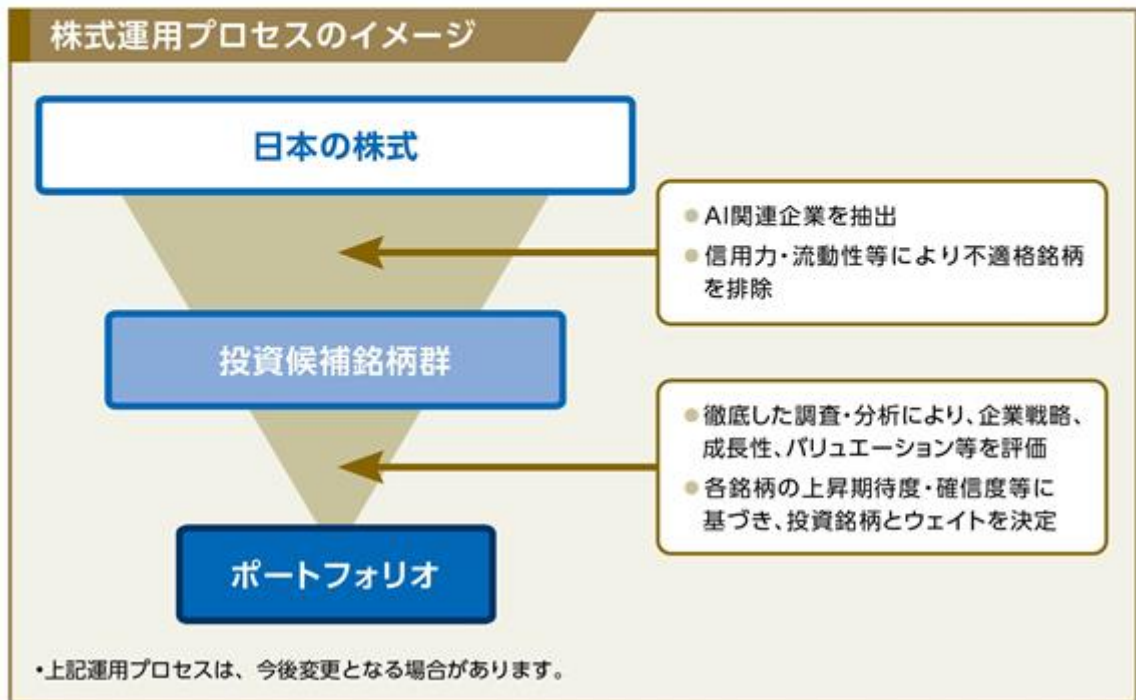 株式運用プロセスのイメージ
日本の株式
●AI関連企業を抽出
●信用力・流動性等により不適格銘柄
を排除
投資候補銘柄群
●徹底した調査・分析により、企業戦略、
成長性、バリュエーション等を評価
●各銘柄の上昇期待度・確信度等に
基づき、投資銘柄とウェイトを決定
ポートフォリオ
•上記運用プロセスは、今後変更となる場合があります。